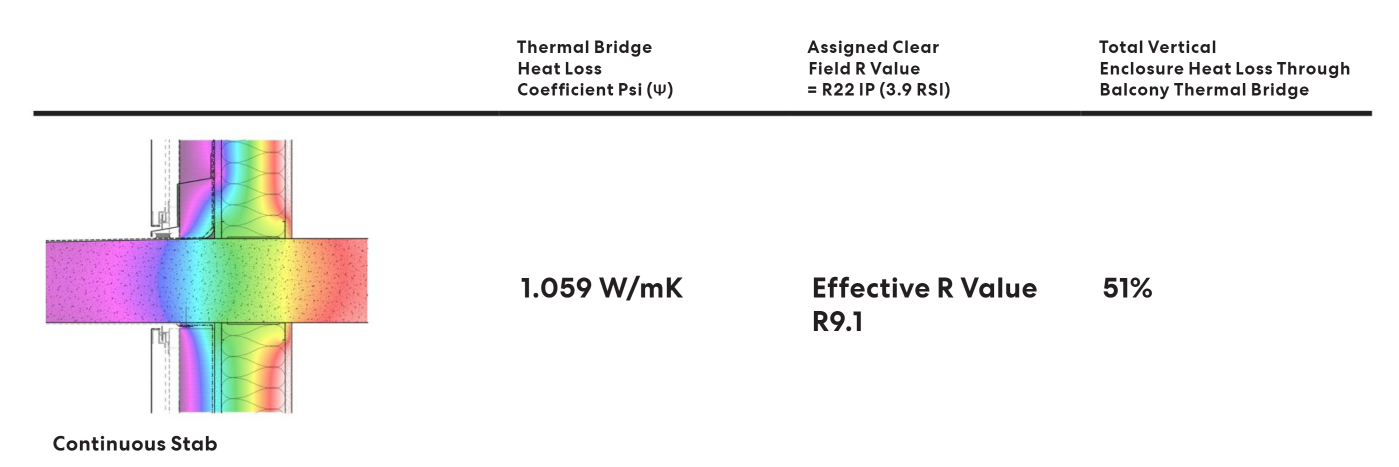 Thermal Bridge
Heat Loss
Coefficient Psi (Ψ)
Assigned Clear
Field R Value
= R22 IP (3.9 RSI)
Total Vertical
Enclosure Heat Loss Through
Balcony Thermal Bridge
1.059 W/mK
Effective R Value
R9.1
51%
Continuous Stab